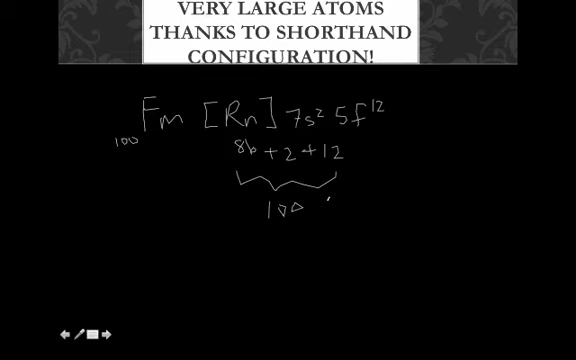 VERY LARGE ATOMS
THANKS TO SHORTHAND
CONFIGURATION!
100 Fm [Rn] 7s² 5f¹²
86 + 2 + 12
100